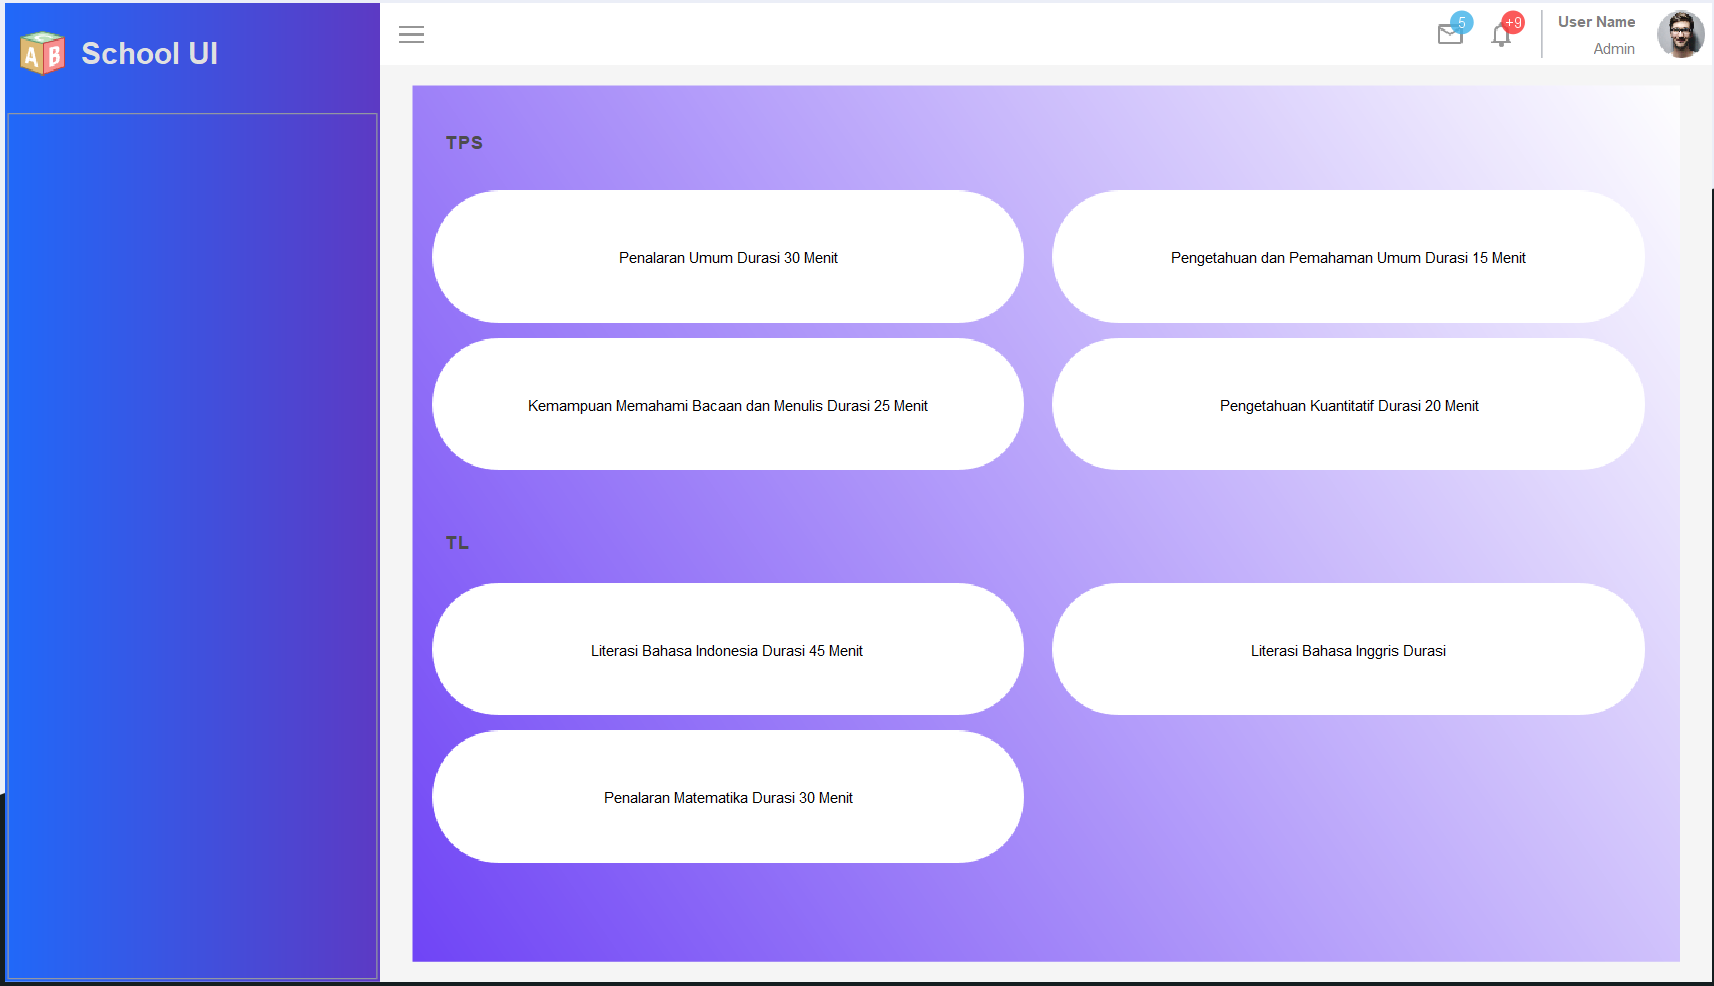 AB
School UI
5
+9
User Name
Admin
TPS
Penalaran Umum Durasi 30 Menit
Pengetahuan dan Pemahaman Umum Durasi 15 Menit
Kemampuan Memahami Bacaan dan Menulis Durasi 25 Menit
Pengetahuan Kuantitatif Durasi 20 Menit
TL
Literasi Bahasa Indonesia Durasi 45 Menit
Literasi Bahasa Inggris Durasi
Penalaran Matematika Durasi 30 Menit